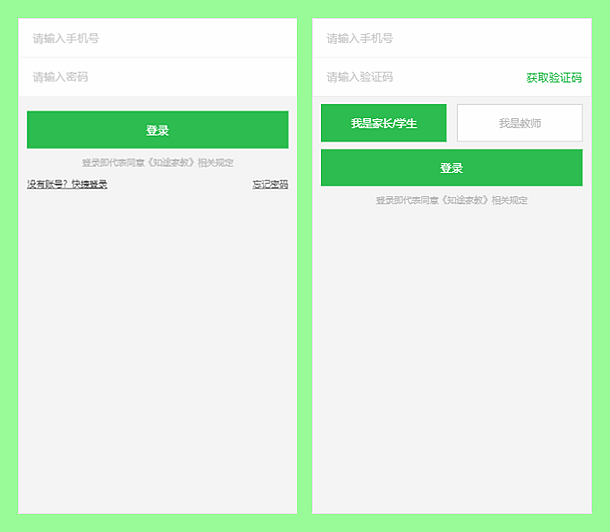 请输入手机号
请输入密码
登录
登录即代表同意《知途家教》相关规定
没有账号？快捷登录
忘记密码
请输入手机号
请输入验证码
获取验证码
我是家长/学生
我是教师
登录
登录即代表同意《知途家教》相关规定